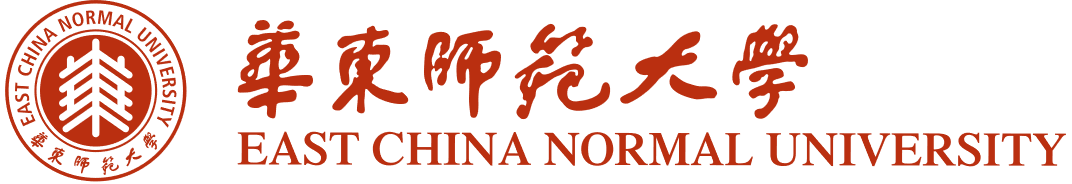 EAST CHINA NORMAL UNIVERSITY
華東師範大學
華東師範大學
EAST CHINA NORMAL UNIVERSITY